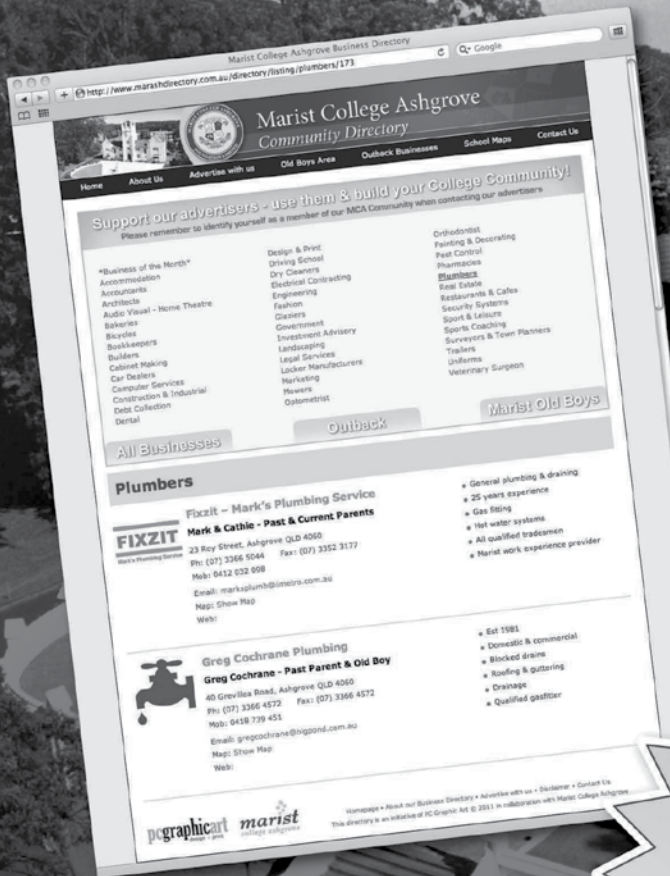 Marist College Ashgrove Business Directory
http://www.marashdirectory.com.au/directory/listing/plumbers/173
Google
Marist College Ashgrove
Community Directory
Home About Us Advertise with us Old Boys Area Outback Businesses School Maps Contact Us
Support our advertisers - use them & build your College Community!
Please remember to identify yourself as a member of our MCA Community when contacting our advertisers
*Business of the Month*
Accommodation
Accountants
Architects
Audio Visual - Home Theatre
Bakeries
Bicycles
Bookkeepers
Builders
Cabinet Making
Car Dealers
Computer Services
Construction & Industrial
Debt Collection
Dental
Design & Print
Driving School
Dry Cleaners
Electrical Contracting
Engineering
Fashion
Glaziers
Government
Investment Advisory
Landscaping
Legal Services
Locker Manufacturers
Marketing
Mowers
Optometrist
Orthodontist
Painting & Decorating
Pest Control
Pharmacies
Plumbers
Real Estate
Restaurants & Cafes
Security Systems
Sport & Leisure
Sports Coaching
Surveyors & Town Planners
Trailers
Uniforms
Veterinary Surgeon
All Businesses
Outback
Marist Old Boys
Plumbers
FIXZIT
Mark's Plumbing Service
Fixzit – Mark's Plumbing Service
Mark & Cathie - Past & Current Parents
23 Roy Street, Ashgrove QLD 4060
Ph: (07) 3366 5044 Fax: (07) 3352 3177
Mob: 0412 032 008
Email: marksplumb@iimetro.com.au
Map: Show Map
Web:
General plumbing & draining
25 years experience
Gas fitting
Hot water systems
All qualified tradesmen
Marist work experience provider
Greg Cochrane Plumbing
Greg Cochrane - Past Parent & Old Boy
40 Grevillea Road, Ashgrove QLD 4060
Ph: (07) 3366 4572 Fax: (07) 3366 4572
Mob: 0418 739 451
Email: gregcochrane@bigpond.com.au
Map: Show Map
Web:
Est 1981
Domestic & commercial
Blocked drains
Roofing & guttering
Drainage
Qualified gasfitter
pcgraphicart
design - print
marist
college ashgrove
Homepage • About our Business Directory • Advertise with us • Disclaimer • Contact Us
This directory is an initiative of PC Graphic Art © 2011 in collaboration with Marist College Ashgrove